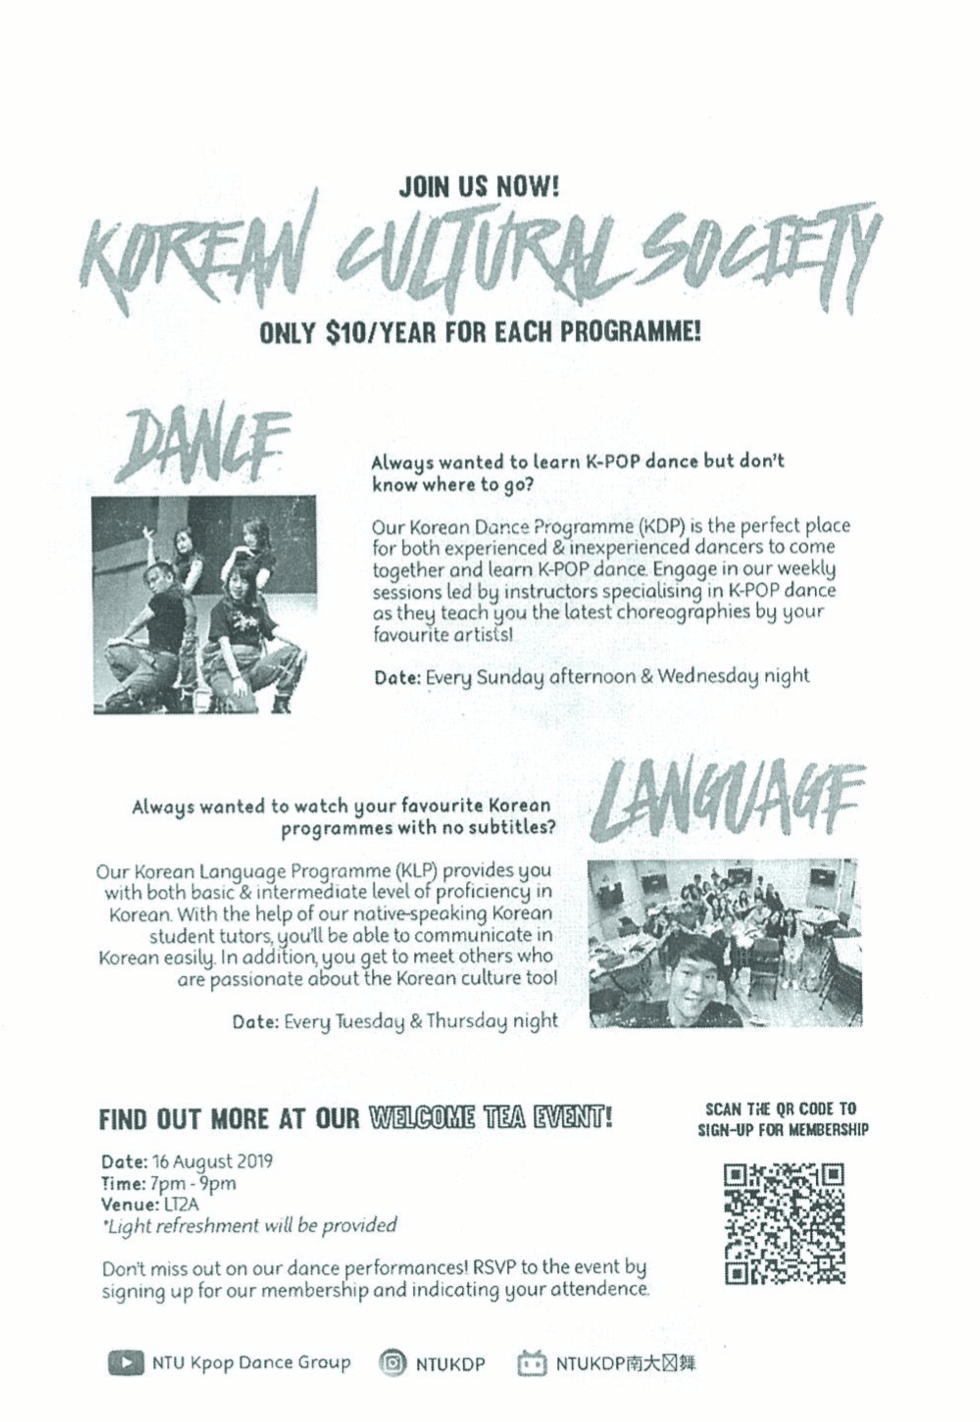 JOIN US NOW!
KOREAN CULTURAL SOCIETY
ONLY $10/YEAR FOR EACH PROGRAMME!
DANCE
Always wanted to learn K-POP dance but don't
know where to go?
Our Korean Dance Programme (KDP) is the perfect place
for both experienced & inexperienced dancers to come
together and learn K-POP dance. Engage in our weekly
sessions led by instructors specialising in K-POP dance
as they teach you the latest choreographies by your
favourite artists!
Date: Every Sunday afternoon & Wednesday night
LANGUAGE
Always wanted to watch your favourite Korean
programmes with no subtitles?
Our Korean Language Programme (KLP) provides you
with both basic & intermediate level of proficiency in
Korean. With the help of our native-speaking Korean
student tutors, you'll be able to communicate in
Korean easily. In addition, you get to meet others who
are passionate about the Korean culture too!
Date: Every Tuesday & Thursday night
FIND OUT MORE AT OUR WELCOME TEA EVENT!
Date: 16 August 2019
Time: 7pm - 9pm
Venue: LT2A
*Light refreshment will be provided
Don't miss out on our dance performances! RSVP to the event by
signing up for our membership and indicating your attendence.
SCAN THE QR CODE TO
SIGN-UP FOR MEMBERSHIP
NTU Kpop Dance Group
NTUKDP
NTUKDP南大舞